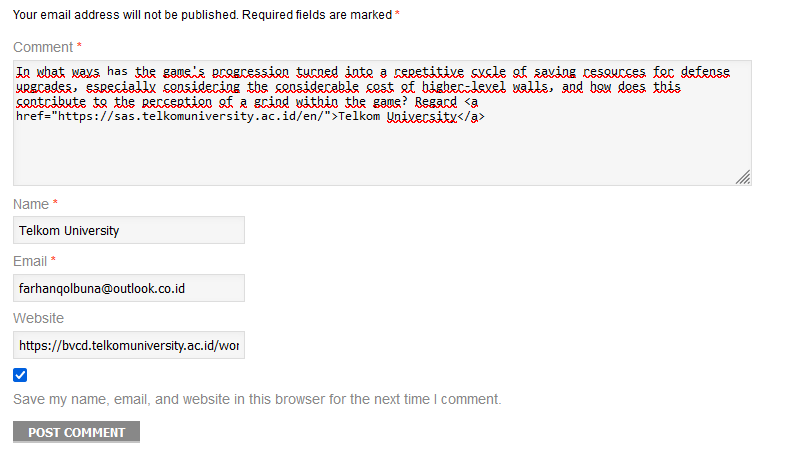 Your email address will not be published. Required fields are marked *
Comment *
In what ways has the game's progression turned into a repetitive cycle of saving resources for defense
upgrades, especially considering the considerable cost of higher-level walls, and how does this
contribute to the perception of a grind within the game? Regard <a
href="https://sas.telkomuniversity.ac.id/en/">Telkom University</a>
Name *
Telkom University
Email *
farhanqolbuna@outlook.co.id
Website
https://bvcd.telkomuniversity.ac.id/wor
Save my name, email, and website in this browser for the next time I comment.
POST COMMENT